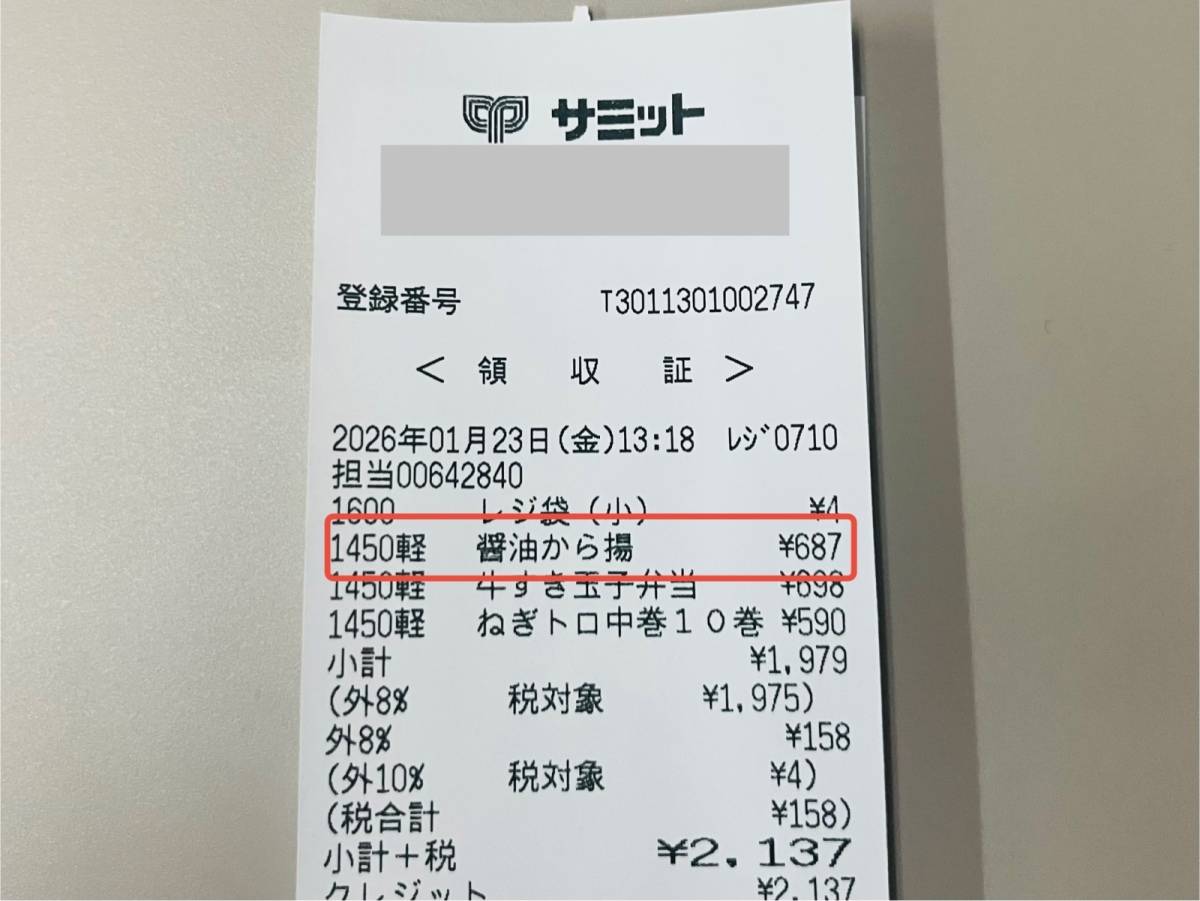 サミット
登録番号 T3011301002747
＜ 領 収 証 ＞
2026年01月23日(金)13:18 ﾚｼﾞ0710
担当00642840
1600 レジ袋（小） ¥4
1450軽 醤油から揚 ¥687
1450軽 牛すき玉子弁当 ¥698
1450軽 ねぎトロ中巻１０巻 ¥590
小計 ¥1,979
(外8% 税対象 ¥1,975)
外8% ¥158
(外10% 税対象 ¥4)
(税合計 ¥158)
小計＋税 ¥2,137
クレジット ¥2,137